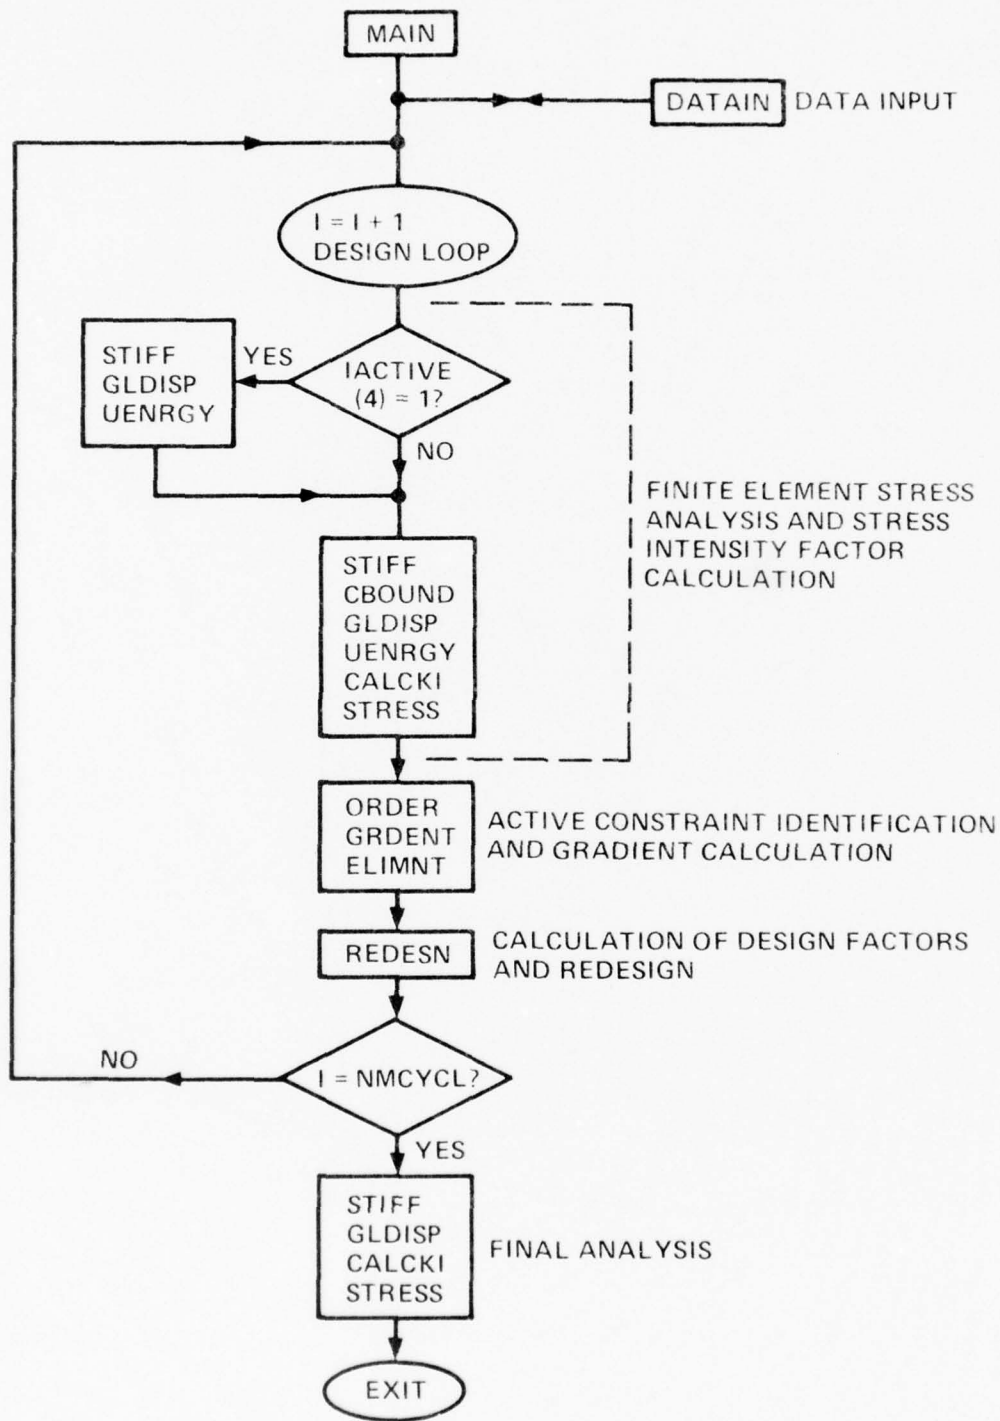 MAIN
DATAIN DATA INPUT
I = I + 1
DESIGN LOOP
STIFF
GLDISP
UENRGY
YES
IACTIVE
(4) = 1?
NO
FINITE ELEMENT STRESS
ANALYSIS AND STRESS
INTENSITY FACTOR
CALCULATION
STIFF
CBOUND
GLDISP
UENRGY
CALCKI
STRESS
ORDER
GRDENT
ELIMNT
ACTIVE CONSTRAINT IDENTIFICATION
AND GRADIENT CALCULATION
REDESN
CALCULATION OF DESIGN FACTORS
AND REDESIGN
NO
I = NMCYCL?
YES
STIFF
GLDISP
CALCKI
STRESS
FINAL ANALYSIS
EXIT